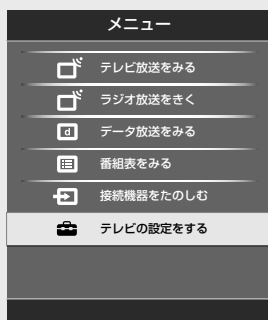 メニュー
テレビ放送をみる
ラジオ放送をきく
d データ放送をみる
番組表をみる
接続機器をたのしむ
テレビの設定をする